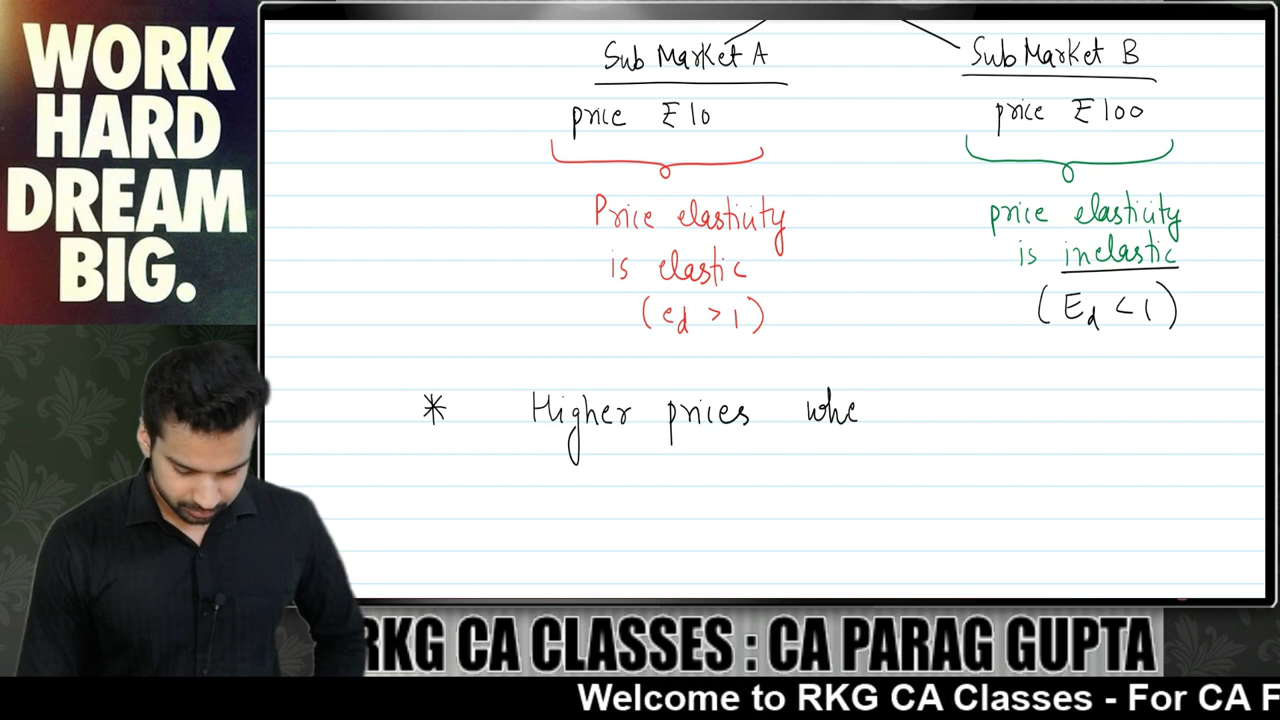 WORK
HARD
DREAM
BIG.
Sub Market A
Sub Market B
price ₹10
price ₹100
Price elasticity
is elastic
(ed > 1)
price elasticity
is inelastic
(Ed < 1)
* Higher prices whe
RKG CA CLASSES : CA PARAG GUPTA
Welcome to RKG CA Classes - For CA F